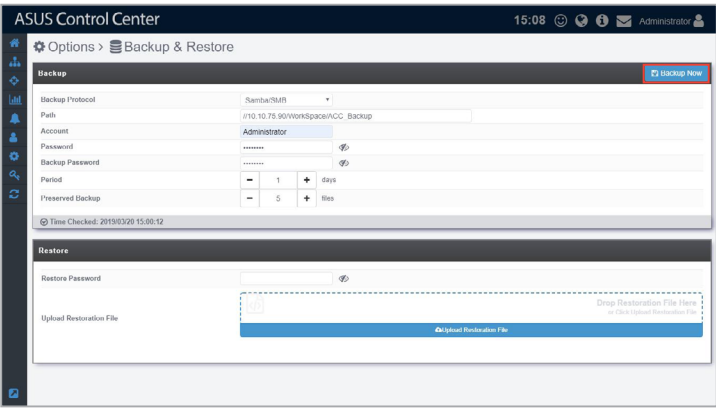 ASUS Control Center
15:08 Administrator
Options > Backup & Restore
Backup
Backup Now
Backup Protocol Samba/SMB
Path //10.10.75.90/WorkSpace/ACC_Backup
Account Administrator
Password ••••••••
Backup Password ••••••••
Period - 1 + days
Preserved Backup - 5 + files
Time Checked: 2019/03/20 15:00:12
Restore
Restore Password
Drop Restoration File Here
or Click Upload Restoration File
Upload Restoration File
Upload Restoration File